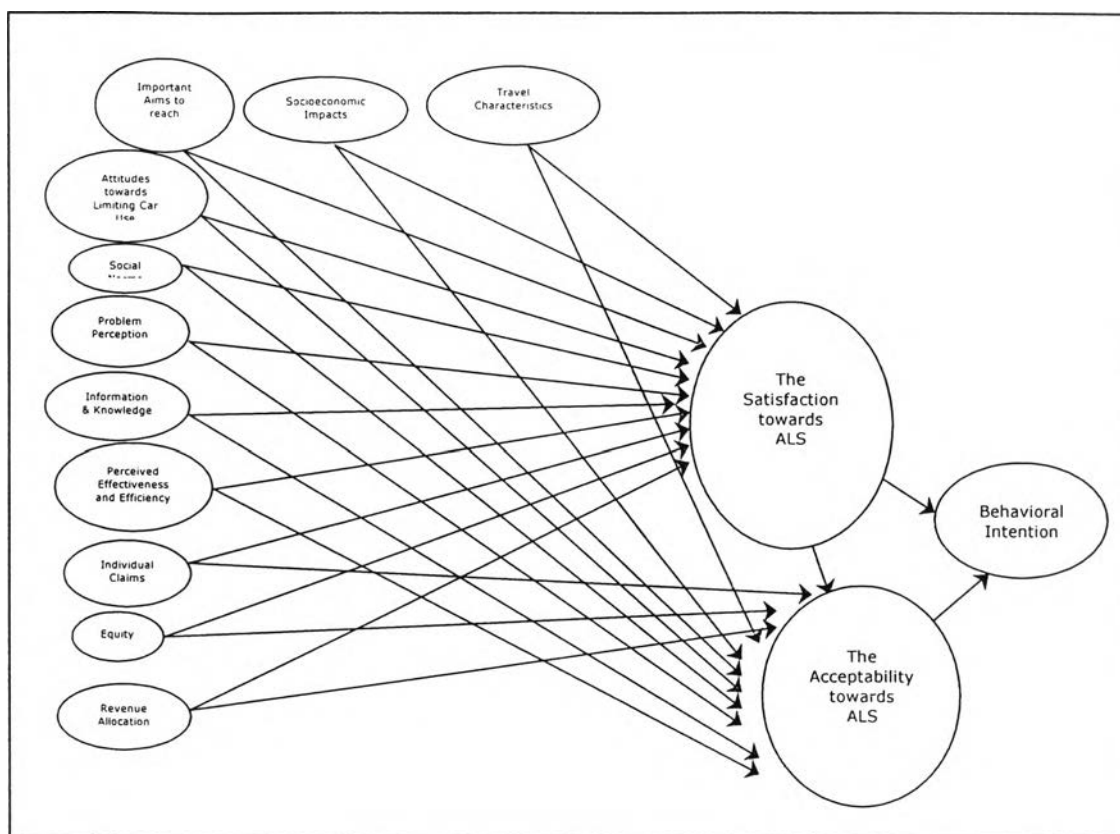 Important
Aims to
reach
Socioeconomic
Impacts
Travel
Characteristics
Attitudes
towards
Limiting Car
Social
Problem
Perception
Information
& Knowledge
Perceived
Effectiveness
and Efficiency
Individual
Claims
Equity
Revenue
Allocation
The
Satisfaction
towards
ALS
Behavioral
Intention
The
Acceptability
towards
ALS